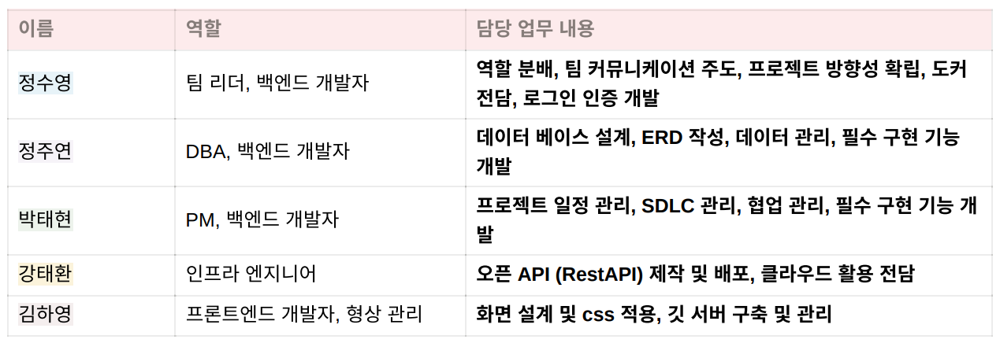 이름 역할 담당 업무 내용
정수영 팀 리더, 백엔드 개발자 역할 분배, 팀 커뮤니케이션 주도, 프로젝트 방향성 확립, 도커
전담, 로그인 인증 개발
정주연 DBA, 백엔드 개발자 데이터 베이스 설계, ERD 작성, 데이터 관리, 필수 구현 기능
개발
박태현 PM, 백엔드 개발자 프로젝트 일정 관리, SDLC 관리, 협업 관리, 필수 구현 기능 개
발
강태환 인프라 엔지니어 오픈 API (RestAPI) 제작 및 배포, 클라우드 활용 전담
김하영 프론트엔드 개발자, 형상 관리 화면 설계 및 css 적용, 깃 서버 구축 및 관리